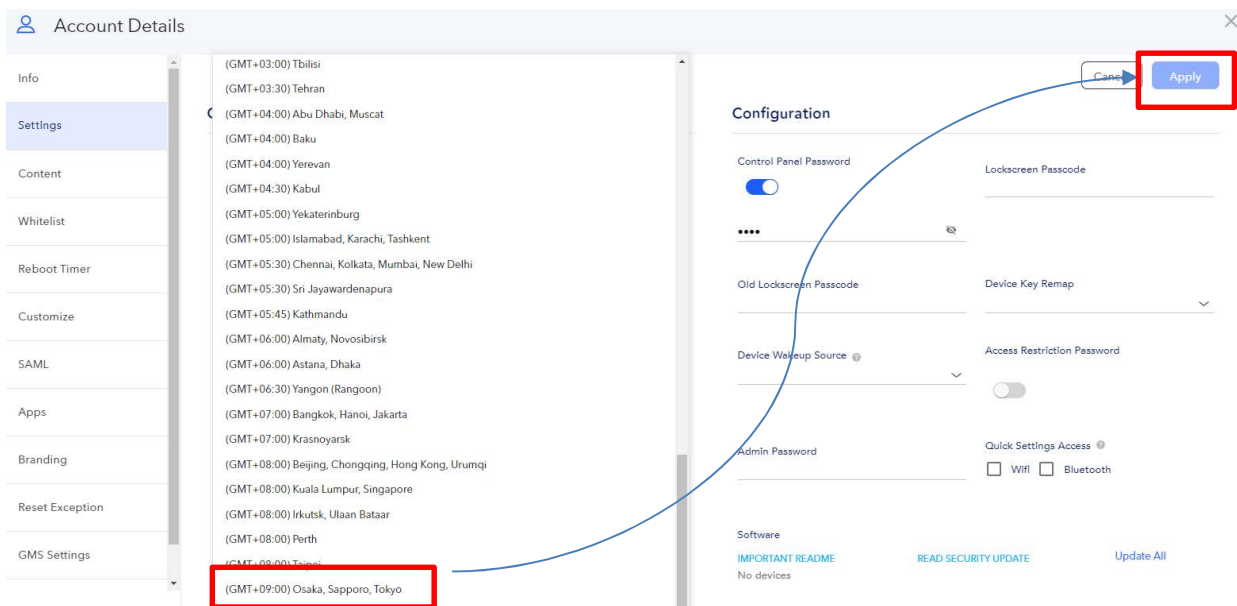 Account Details
Info
Settings
Content
Whitelist
Reboot Timer
Customize
SAML
Apps
Branding
Reset Exception
GMS Settings
(GMT+03:00) Tbilisi
(GMT+03:30) Tehran
(GMT+04:00) Abu Dhabi, Muscat
(GMT+04:00) Baku
(GMT+04:00) Yerevan
(GMT+04:30) Kabul
(GMT+05:00) Yekaterinburg
(GMT+05:00) Islamabad, Karachi, Tashkent
(GMT+05:30) Chennai, Kolkata, Mumbai, New Delhi
(GMT+05:30) Sri Jayawardenapura
(GMT+05:45) Kathmandu
(GMT+06:00) Almaty, Novosibirsk
(GMT+06:00) Astana, Dhaka
(GMT+06:30) Yangon (Rangoon)
(GMT+07:00) Bangkok, Hanoi, Jakarta
(GMT+07:00) Krasnoyarsk
(GMT+08:00) Beijing, Chongqing, Hong Kong, Urumqi
(GMT+08:00) Kuala Lumpur, Singapore
(GMT+08:00) Irkutsk, Ulaan Bataar
(GMT+08:00) Perth
(GMT+08:00) Taipei
(GMT+09:00) Osaka, Sapporo, Tokyo
Apply
Configuration
Control Panel Password
Lockscreen Passcode
••••
Old Lockscreen Passcode
Device Key Remap
Device Wakeup Source
Access Restriction Password
Admin Password
Quick Settings Access
Wifi Bluetooth
Software
IMPORTANT README READ SECURITY UPDATE Update All
No devices